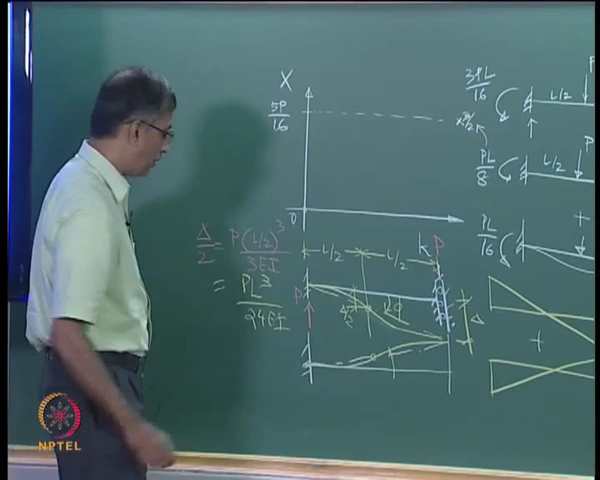 X
5P/16
0
k
Δ/2 = P(L/2)³/3EI
= PL³/24EI
L/2 L/2
P
P
Δ
3PL/16
L/2
P
PL/8
L/2
P
PL/16
+
+
NPTEL